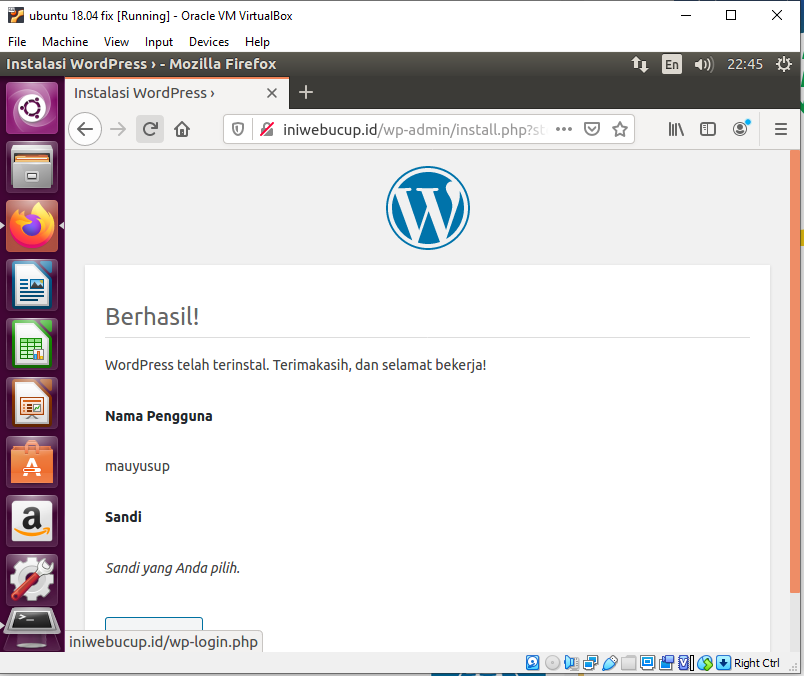 ubuntu 18.04 fix [Running] - Oracle VM VirtualBox
File Machine View Input Devices Help
Instalasi WordPress › - Mozilla Firefox En 22:45
Instalasi WordPress ›
iniwebucup.id/wp-admin/install.php?st
Berhasil!
WordPress telah terinstal. Terimakasih, dan selamat bekerja!
Nama Pengguna
mauyusup
Sandi
Sandi yang Anda pilih.
iniwebucup.id/wp-login.php
Right Ctrl